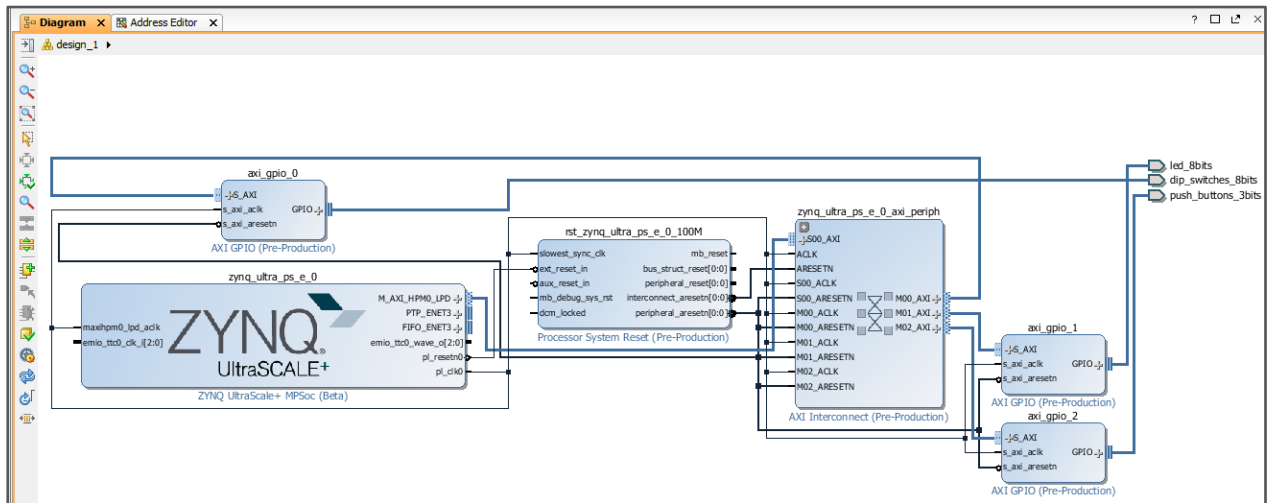 Diagram
Address Editor
design_1
axi_gpio_0
S_AXI
s_axi_aclk
s_axi_aresetn
GPIO
AXI GPIO (Pre-Production)
zynq_ultra_ps_e_0
maxihpm0_lpd_aclk
emio_ttc0_clk_i[2:0]
ZYNQ
UltraSCALE+
M_AXI_HPM0_LPD
PTP_ENET3
FIFO_ENET3
emio_ttc0_wave_o[2:0]
pl_resetn0
pl_clk0
ZYNQ UltraScale+ MPSoc (Beta)
rst_zynq_ultra_ps_e_0_100M
slowest_sync_clk
ext_reset_in
aux_reset_in
mb_debug_sys_rst
dcm_locked
mb_reset
bus_struct_reset[0:0]
peripheral_reset[0:0]
interconnect_aresetn[0:0]
peripheral_aresetn[0:0]
Processor System Reset (Pre-Production)
zynq_ultra_ps_e_0_axi_periph
S00_AXI
ACLK
ARESETN
S00_ACLK
S00_ARESETN
M00_ACLK
M00_ARESETN
M01_ACLK
M01_ARESETN
M02_ACLK
M02_ARESETN
M00_AXI
M01_AXI
M02_AXI
AXI Interconnect (Pre-Production)
axi_gpio_1
S_AXI
s_axi_aclk
s_axi_aresetn
GPIO
AXI GPIO (Pre-Production)
axi_gpio_2
S_AXI
s_axi_aclk
s_axi_aresetn
GPIO
AXI GPIO (Pre-Production)
led_8bits
dip_switches_8bits
push_buttons_3bits